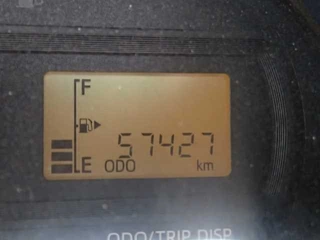 F
57427
E ODO km
ODO/TRIP DISP